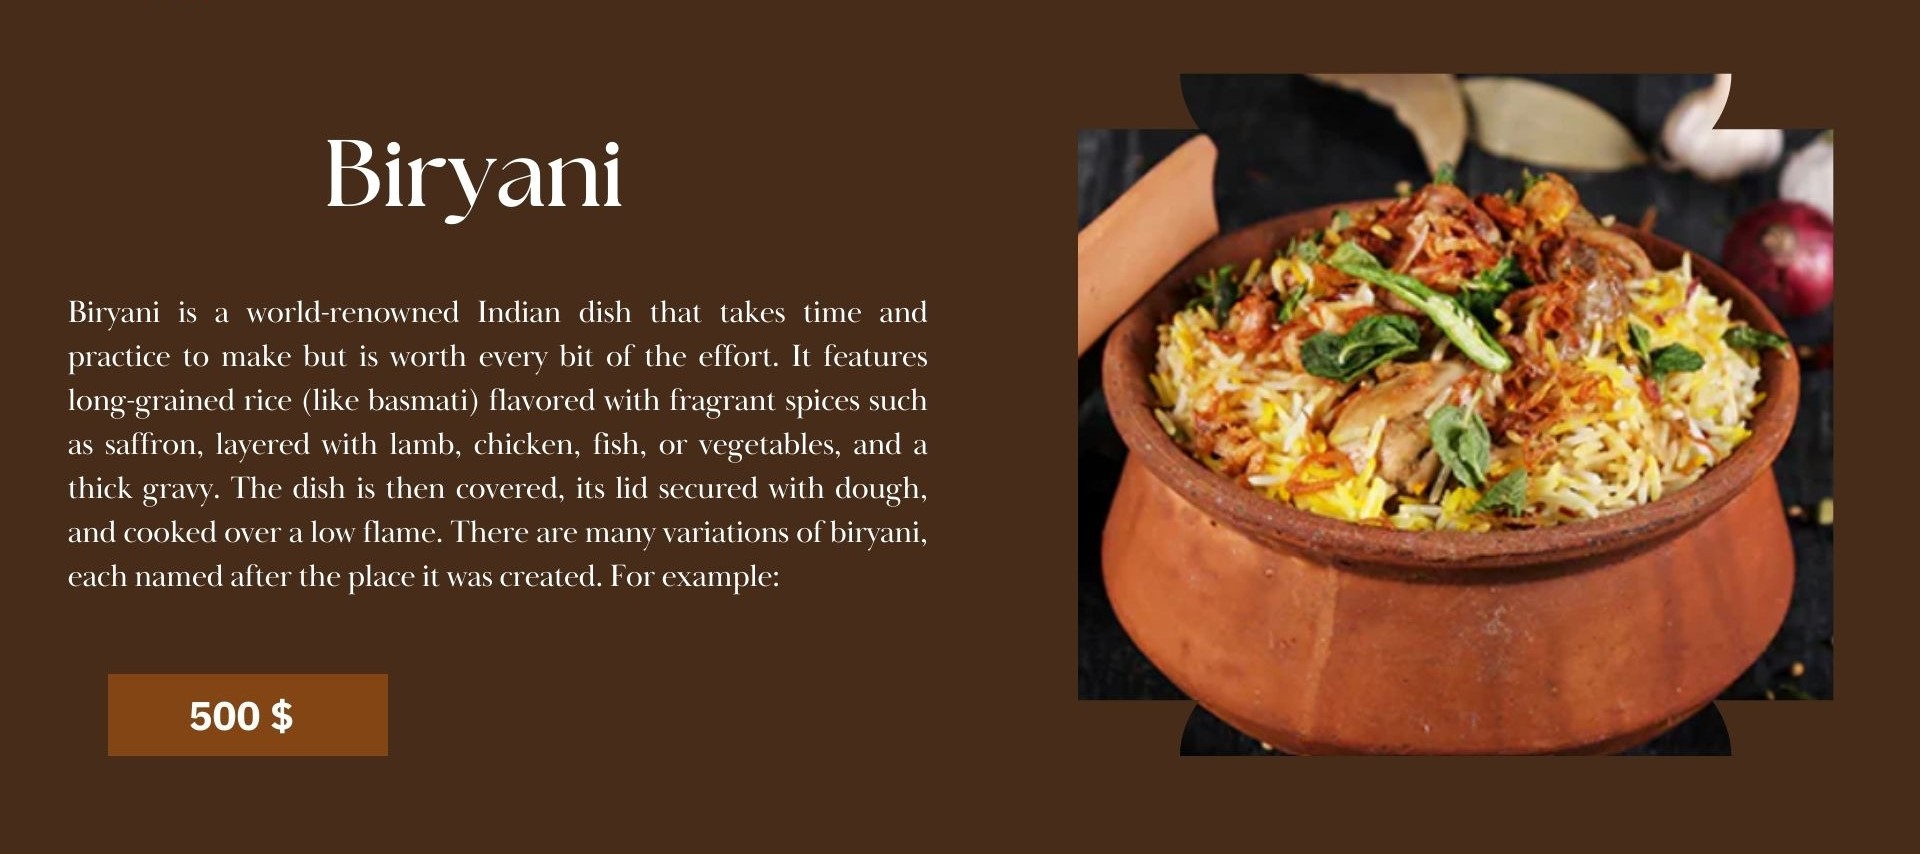 Biryani
Biryani is a world-renowned Indian dish that takes time and
practice to make but is worth every bit of the effort. It features
long-grained rice (like basmati) flavored with fragrant spices such
as saffron, layered with lamb, chicken, fish, or vegetables, and a
thick gravy. The dish is then covered, its lid secured with dough,
and cooked over a low flame. There are many variations of biryani,
each named after the place it was created. For example:
500 $